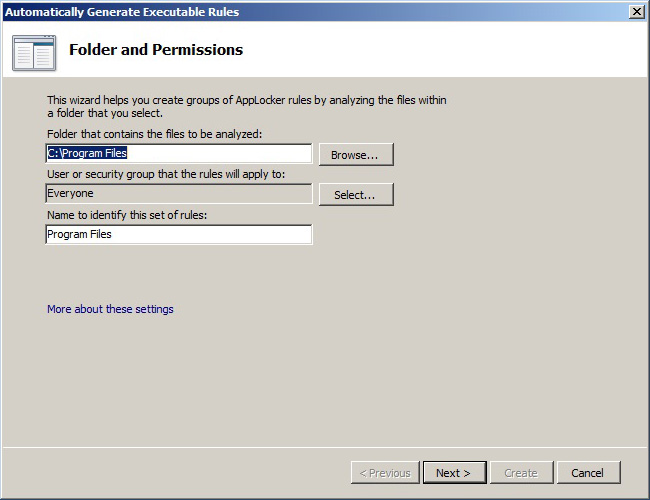 Automatically Generate Executable Rules
Folder and Permissions
This wizard helps you create groups of AppLocker rules by analyzing the files within
a folder that you select.
Folder that contains the files to be analyzed:
C:\Program Files
Browse...
User or security group that the rules will apply to:
Everyone
Select...
Name to identify this set of rules:
Program Files
More about these settings
< Previous
Next >
Create
Cancel